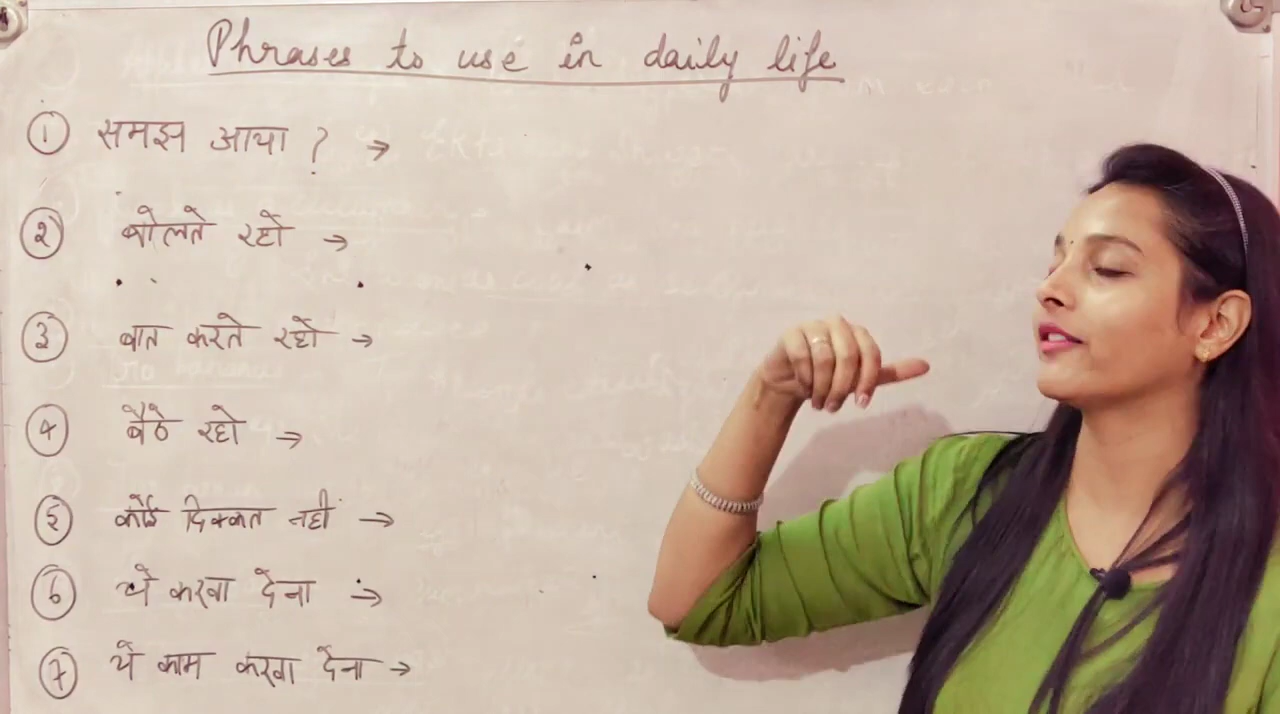 Phrases to use in daily life
① समझ आया ? →
② बोलते रहो →
③ बात करते रहो →
④ बैठे रहो →
⑤ कोई दिक्कत नही →
⑥ ये करवा देना →
⑦ ये काम करवा देना →